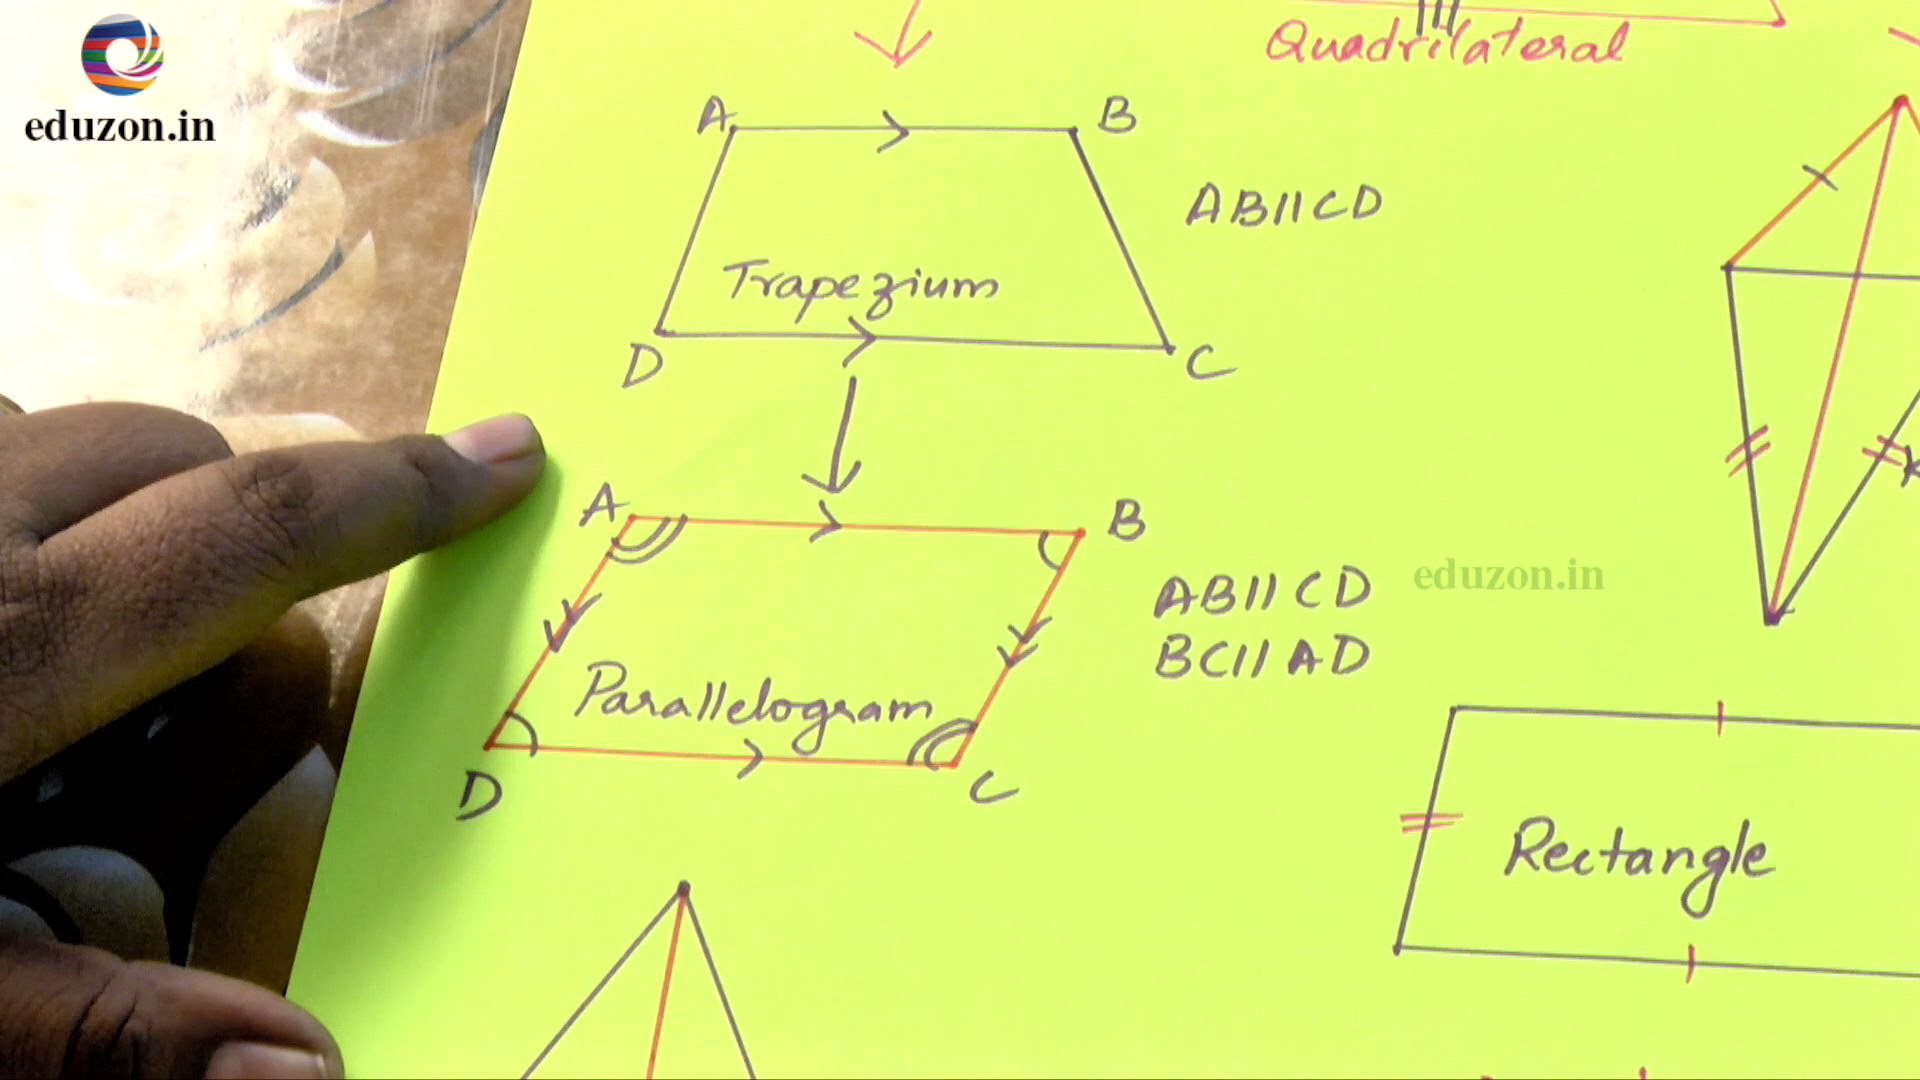 eduzon.in
Quadrilateral
A
B
AB || CD
Trapezium
D
C
A
B
AB || CD
BC || AD
eduzon.in
Parallelogram
D
C
Rectangle